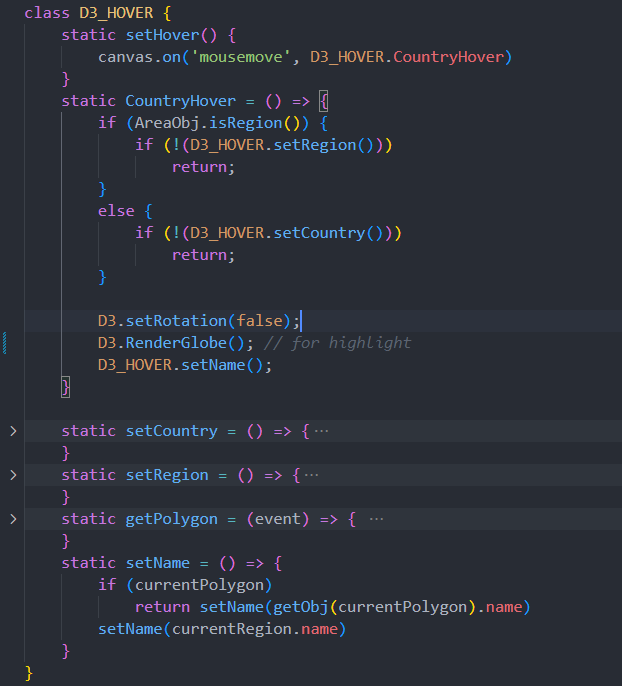 class D3_HOVER {
    static setHover() {
        canvas.on('mousemove', D3_HOVER.CountryHover)
    }
    static CountryHover = () => {
        if (AreaObj.isRegion()) {
            if (!(D3_HOVER.setRegion()))
                return;
        }
        else {
            if (!(D3_HOVER.setCountry()))
                return;
        }

        D3.setRotation(false);
        D3.RenderGlobe(); // for highlight
        D3_HOVER.setName();
    }

    static setCountry = () => {···
    }
    static setRegion = () => {···
    }
    static getPolygon = (event) => { ···
    }
    static setName = () => {
        if (currentPolygon)
            return setName(getObj(currentPolygon).name)
        setName(currentRegion.name)
    }
}